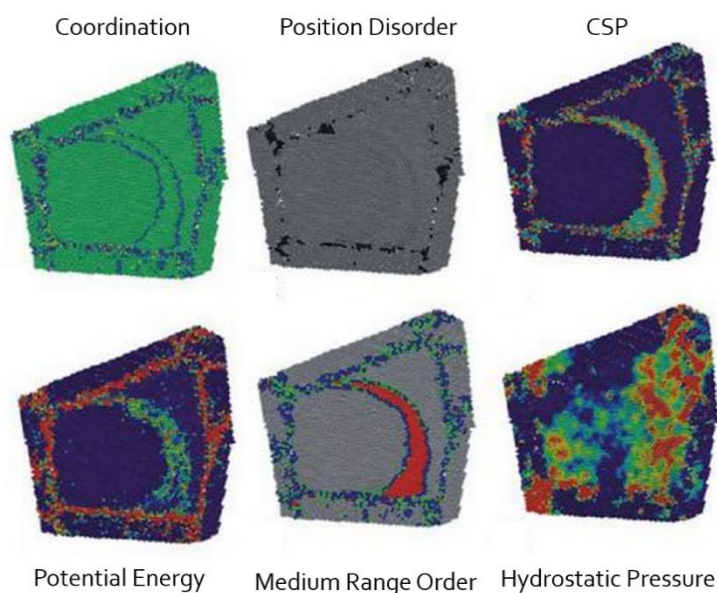 Coordination
Position Disorder
CSP
Potential Energy
Medium Range Order
Hydrostatic Pressure